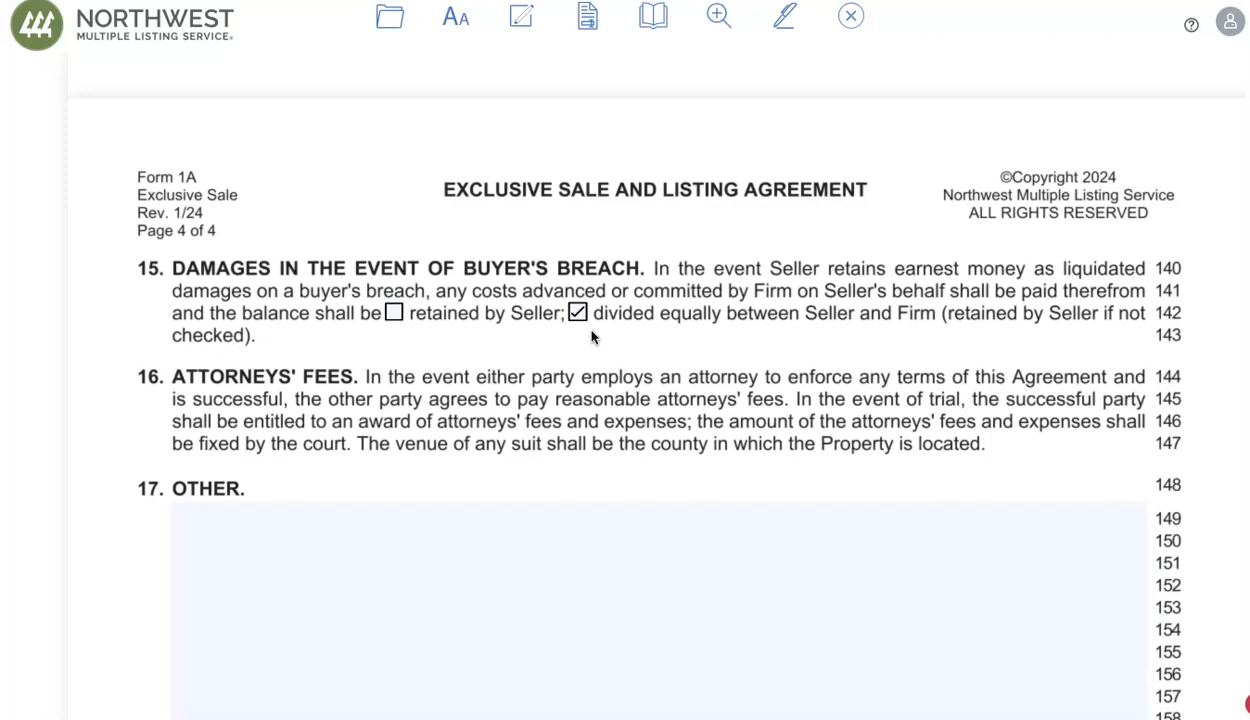 NORTHWEST
MULTIPLE LISTING SERVICE®
AA
Form 1A
Exclusive Sale
Rev. 1/24
Page 4 of 4
EXCLUSIVE SALE AND LISTING AGREEMENT
©Copyright 2024
Northwest Multiple Listing Service
ALL RIGHTS RESERVED
15. DAMAGES IN THE EVENT OF BUYER'S BREACH. In the event Seller retains earnest money as liquidated 140
damages on a buyer's breach, any costs advanced or committed by Firm on Seller's behalf shall be paid therefrom 141
and the balance shall be ☐ retained by Seller; ☑ divided equally between Seller and Firm (retained by Seller if not 142
checked). 143
16. ATTORNEYS' FEES. In the event either party employs an attorney to enforce any terms of this Agreement and 144
is successful, the other party agrees to pay reasonable attorneys' fees. In the event of trial, the successful party 145
shall be entitled to an award of attorneys' fees and expenses; the amount of the attorneys' fees and expenses shall 146
be fixed by the court. The venue of any suit shall be the county in which the Property is located. 147
17. OTHER. 148
149
150
151
152
153
154
155
156
157
158